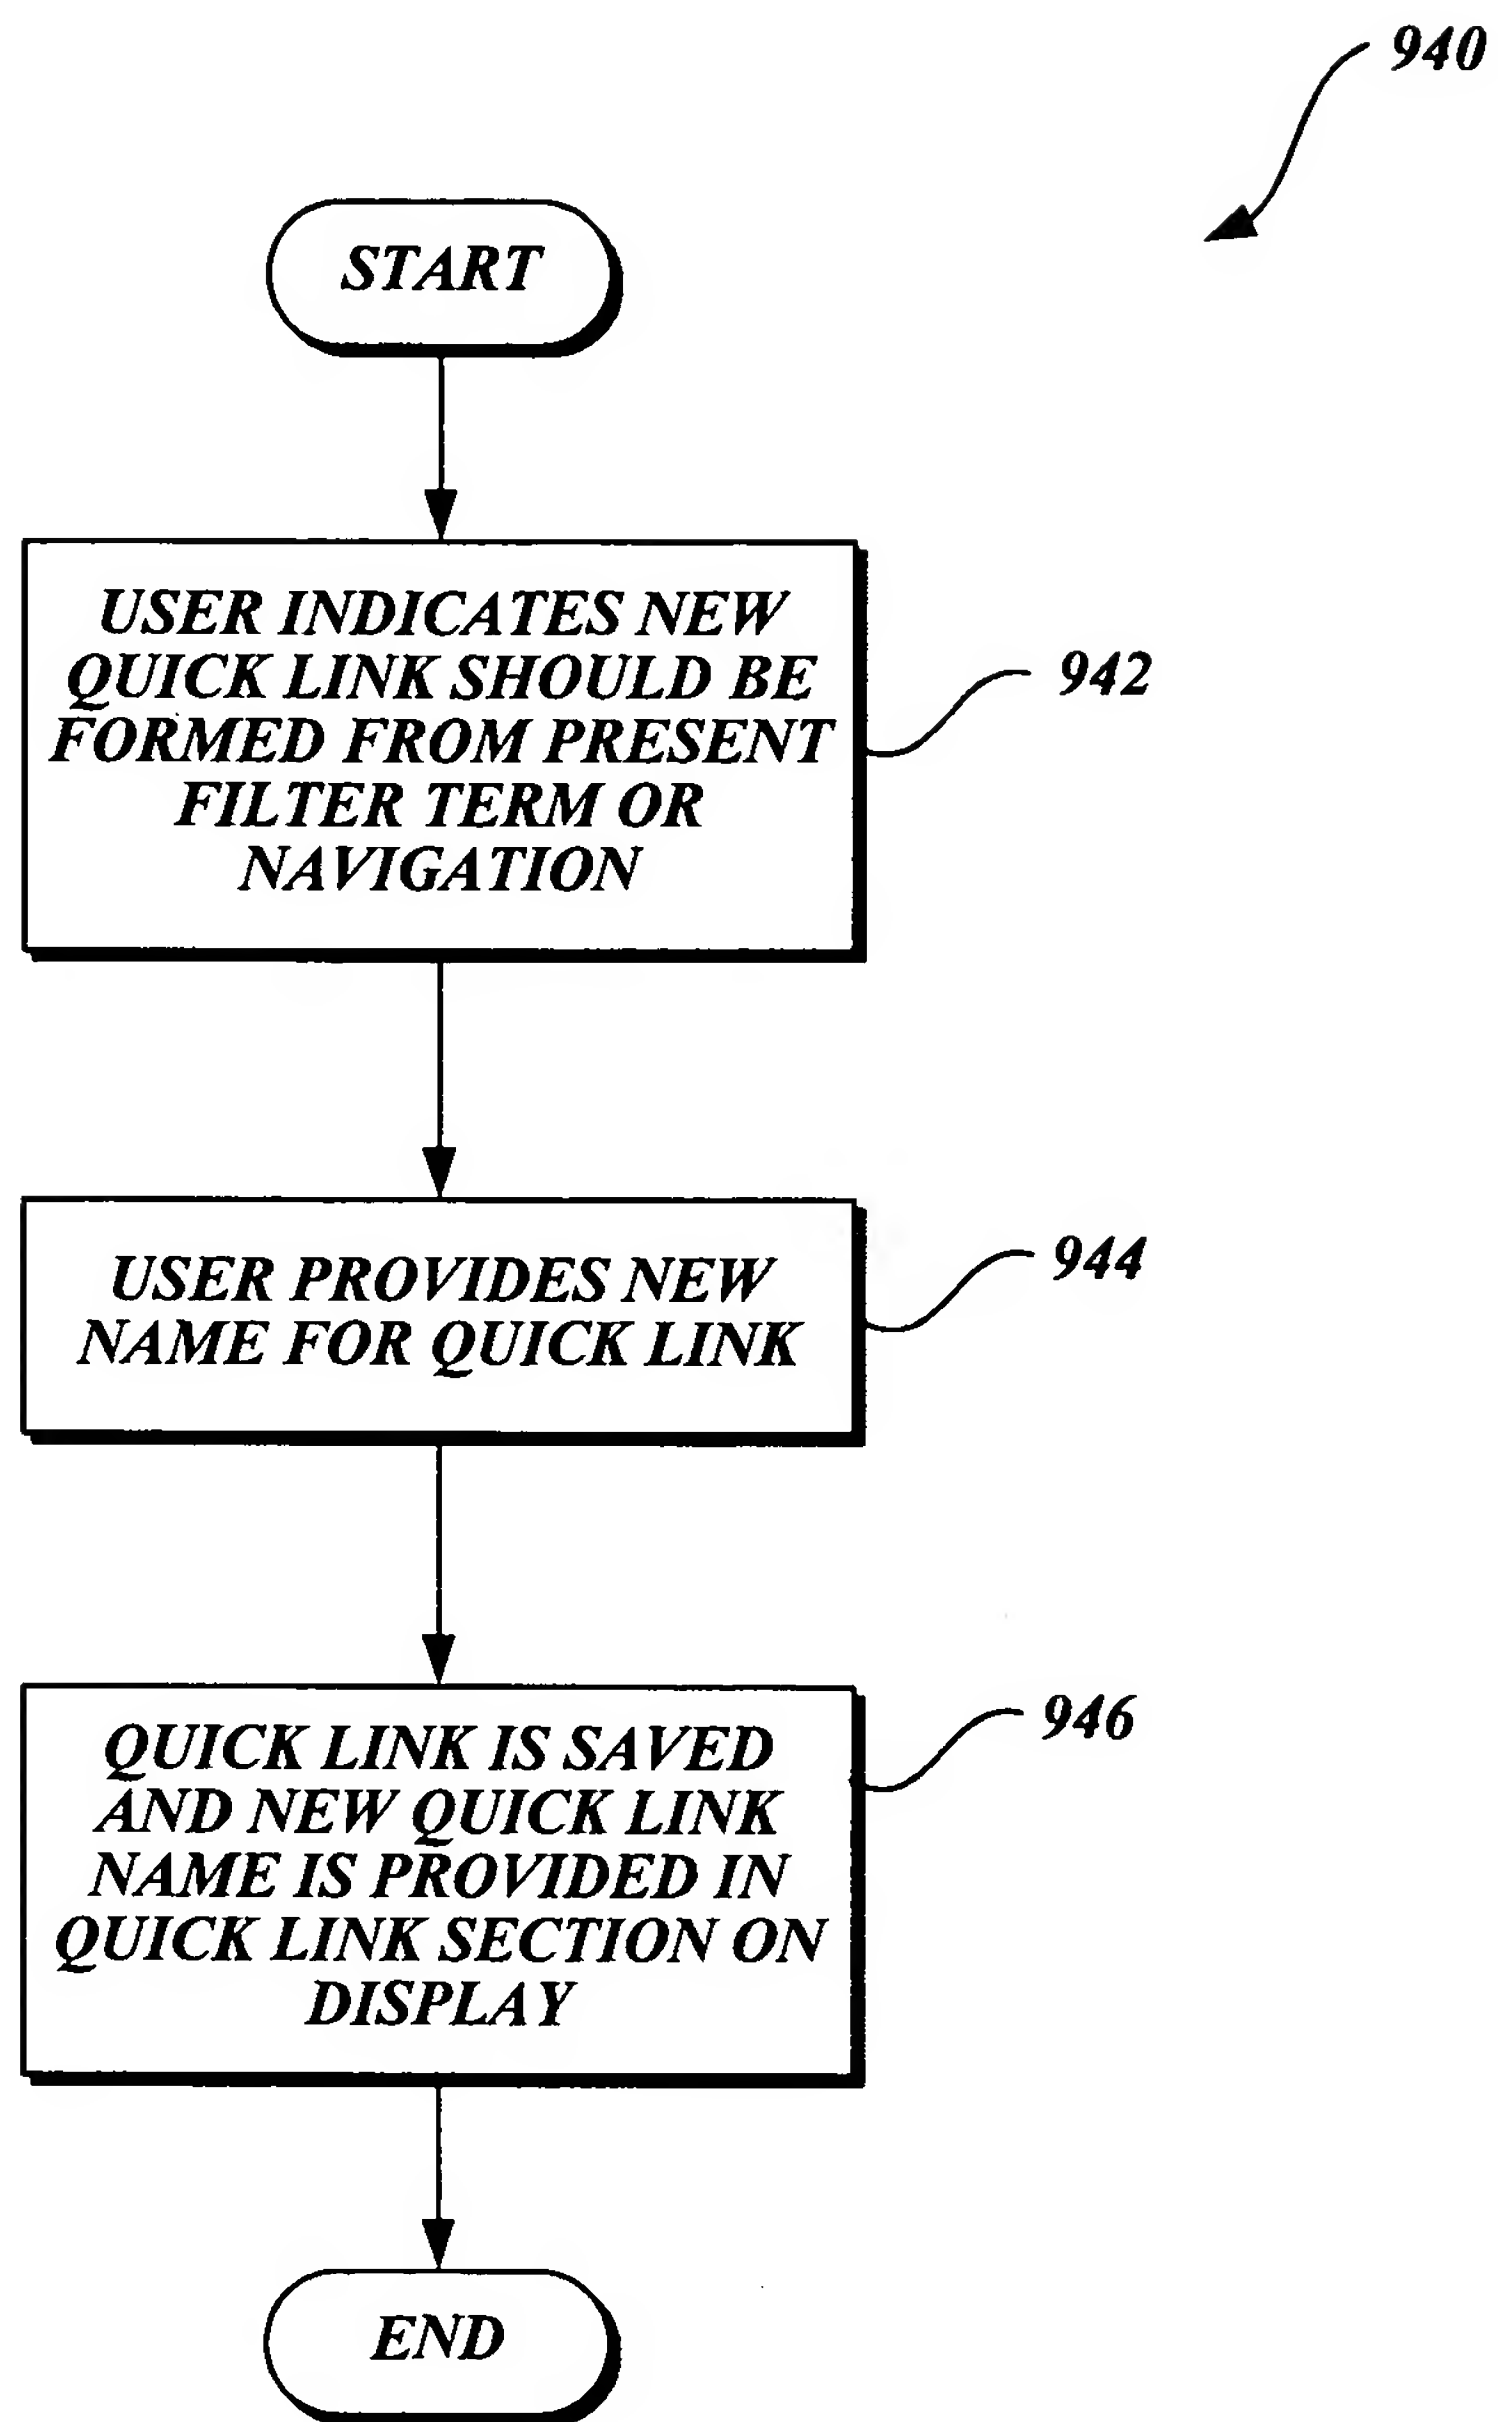 940
START
USER INDICATES NEW
QUICK LINK SHOULD BE
FORMED FROM PRESENT
FILTER TERM OR
NAVIGATION
942
USER PROVIDES NEW
NAME FOR QUICK LINK
944
QUICK LINK IS SAVED
AND NEW QUICK LINK
NAME IS PROVIDED IN
QUICK LINK SECTION ON
DISPLAY
946
END